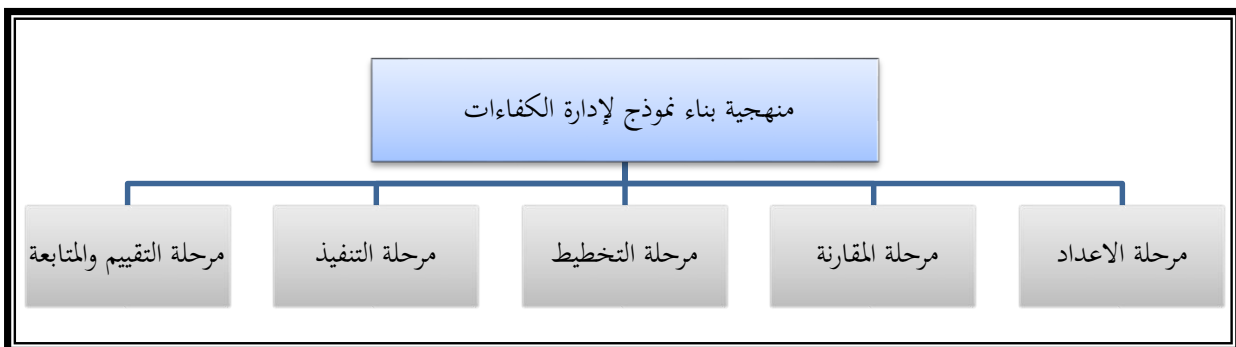 منهجية بناء نموذج لإدارة الكفاءات
مرحلة الاعداد
مرحلة المقارنة
مرحلة التخطيط
مرحلة التنفيذ
مرحلة التقييم والمتابعة